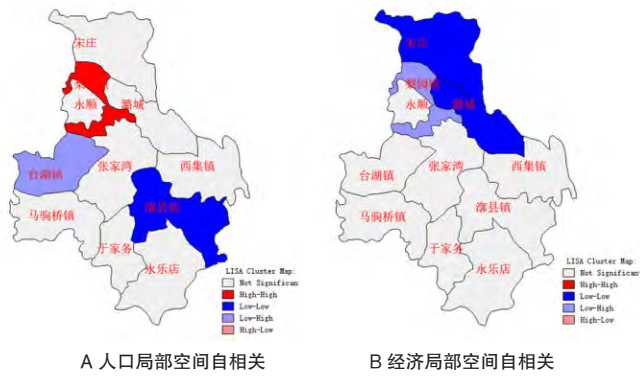 宋庄
梨园镇
永顺
潞城
台湖镇
张家湾
西集镇
马驹桥镇
漷县镇
于家务
永乐店
LISA Cluster Map:
Not Significan
High-High
Low-Low
Low-High
High-Low
A 人口局部空间自相关
宋庄
梨园镇
永顺
潞城
台湖镇
张家湾
西集镇
马驹桥镇
漷县镇
于家务
永乐店
LISA Cluster Map:
Not Significan
High-High
Low-Low
Low-High
High-Low
B 经济局部空间自相关